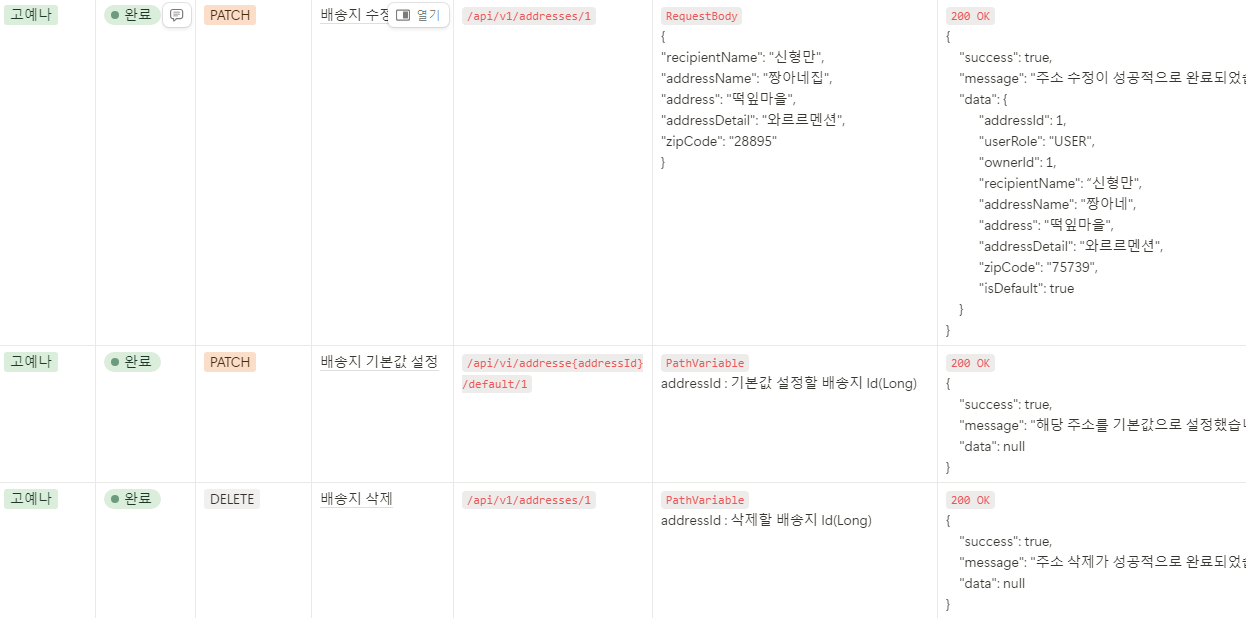 고예나
완료
PATCH
배송지 수정
열기
/api/v1/addresses/1
RequestBody
{
"recipientName": "신형만",
"addressName": "짱아네집",
"address": "떡잎마을",
"addressDetail": "와르르멘션",
"zipCode": "28895"
}
200 OK
{
"success": true,
"message": "주소 수정이 성공적으로 완료되었습
"data": {
"addressId": 1,
"userRole": "USER",
"ownerId": 1,
"recipientName": “신형만",
"addressName": "짱아네",
"address": "떡잎마을",
"addressDetail": "와르르멘션",
"zipCode": "75739",
"isDefault": true
}
}
고예나
완료
PATCH
배송지 기본값 설정
/api/vi/addresse{addressId}
/default/1
PathVariable
addressId : 기본값 설정할 배송지 Id(Long)
200 OK
{
"success": true,
"message": "해당 주소를 기본값으로 설정했습니
"data": null
}
고예나
완료
DELETE
배송지 삭제
/api/v1/addresses/1
PathVariable
addressId : 삭제할 배송지 Id(Long)
200 OK
{
"success": true,
"message": "주소 삭제가 성공적으로 완료되었습
"data": null
}